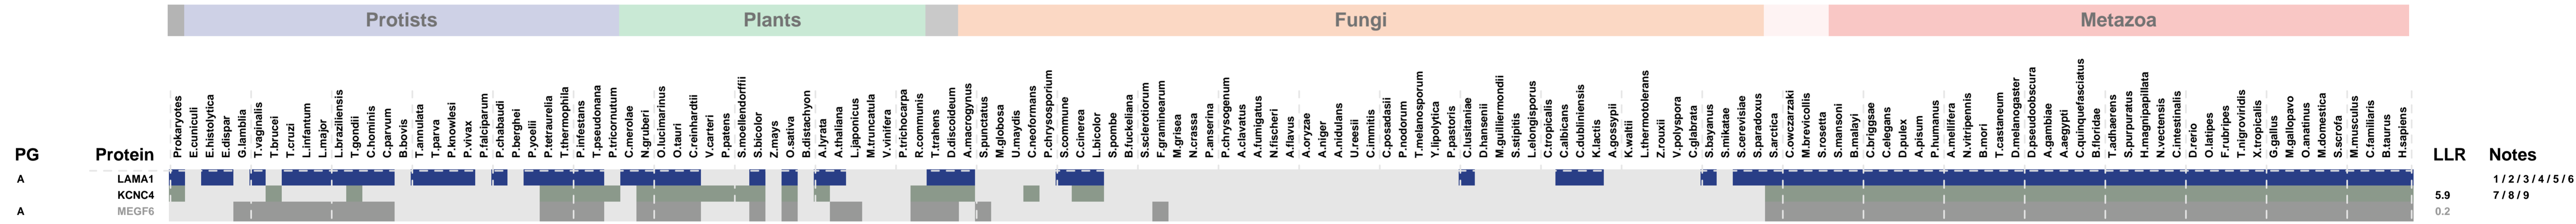 Protists Plants Fungi Metazoa
Prokaryotes
E.cuniculi
E.histolytica
E.dispar
G.lamblia
T.vaginalis
T.brucei
T.cruzi
L.infantum
L.major
L.braziliensis
T.gondii
C.hominis
C.parvum
B.bovis
T.annulata
T.parva
P.knowlesi
P.vivax
P.falciparum
P.chabaudi
P.berghei
P.yoelii
P.tetraurelia
T.thermophila
P.infestans
T.pseudonana
P.tricornutum
C.merolae
N.gruberi
O.lucimarinus
O.tauri
C.reinhardtii
V.carteri
P.patens
S.moellendorffii
S.bicolor
Z.mays
O.sativa
B.distachyon
A.lyrata
A.thaliana
L.japonicus
M.truncatula
V.vinifera
P.trichocarpa
R.communis
T.trahens
D.discoideum
A.macrogynus
S.punctatus
M.globosa
U.maydis
C.neoformans
P.chrysosporium
S.commune
C.cinerea
L.bicolor
S.pombe
B.fuckeliana
S.sclerotiorum
F.graminearum
M.grisea
N.crassa
P.anserina
P.chrysogenum
A.clavatus
A.fumigatus
N.fischeri
A.flavus
A.oryzae
A.niger
A.nidulans
U.reesii
C.immitis
C.posadasii
P.nodorum
T.melanosporum
Y.lipolytica
P.pastoris
C.lusitaniae
D.hansenii
M.guilliermondii
S.stipitis
L.elongisporus
C.tropicalis
C.albicans
C.dubliniensis
K.lactis
A.gossypii
K.waltii
L.thermotolerans
Z.rouxii
V.polyspora
C.glabrata
S.bayanus
S.mikatae
S.cerevisiae
S.paradoxus
S.arctica
C.owczarzaki
M.brevicollis
S.rosetta
S.mansoni
B.malayi
C.briggsae
C.elegans
D.pulex
A.pisum
P.humanus
A.mellifera
N.vitripennis
B.mori
T.castaneum
D.melanogaster
D.pseudoobscura
A.gambiae
A.aegypti
C.quinquefasciatus
B.floridae
T.adhaerens
S.purpuratus
H.magnipapillata
N.vectensis
C.intestinalis
D.rerio
O.latipes
F.rubripes
T.nigroviridis
X.tropicalis
G.gallus
M.gallopavo
O.anatinus
M.domestica
S.scrofa
M.musculus
C.familiaris
B.taurus
H.sapiens
PG Protein LLR Notes
A LAMA1 1 / 2 / 3 / 4 / 5 / 6
KCNC4 5.9 7 / 8 / 9
A MEGF6 0.2